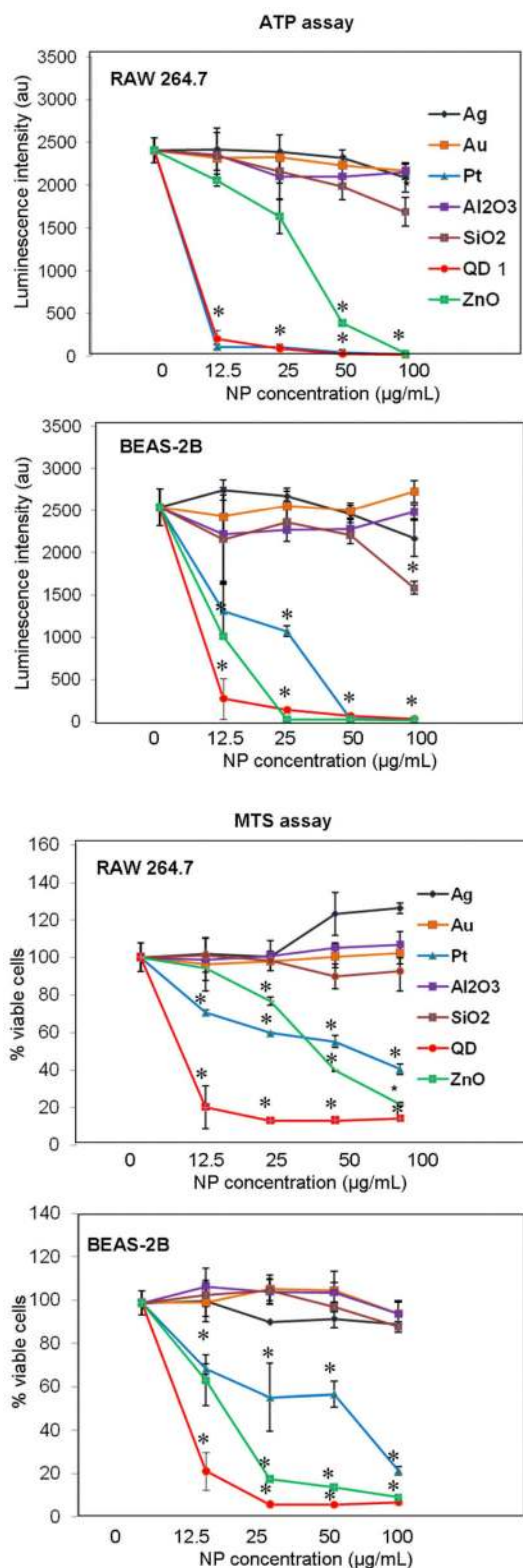 ATP assay
RAW 264.7
Luminescence intensity (au)
3500
3000
2500
2000
1500
1000
500
0
Ag
Au
Pt
Al2O3
SiO2
QD 1
ZnO
* * * *
*
0 12.5 25 50 100
NP concentration (µg/mL)
BEAS-2B
Luminescence intensity (au)
3500
3000
2500
2000
1500
1000
500
0
*
* *
* * * *
0 12.5 25 50 100
NP concentration (µg/mL)
MTS assay
RAW 264.7
% viable cells
160
140
120
100
80
60
40
20
0
Ag
Au
Pt
Al2O3
SiO2
QD
ZnO
*
* * * *
*
* * * *
0 12.5 25 50 100
NP concentration (µg/mL)
BEAS-2B
% viable cells
140
120
100
80
60
40
20
0
* * *
*
* * * *
* * *
0 12.5 25 50 100
NP concentration (µg/mL)